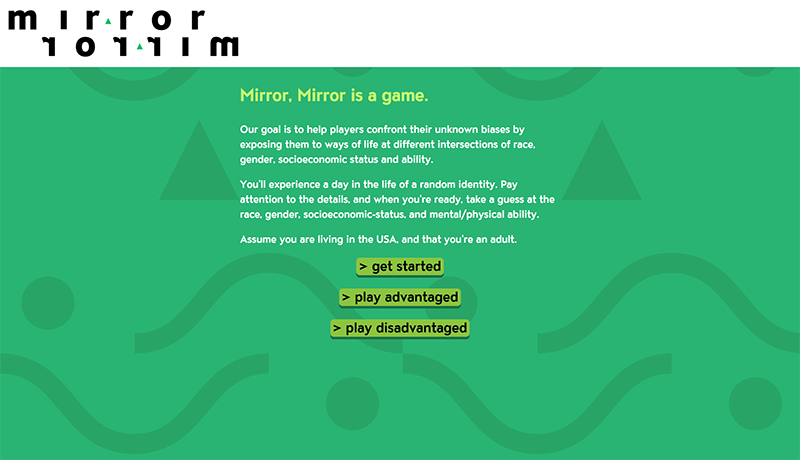 mirror
rorrim
Mirror, Mirror is a game.
Our goal is to help players confront their unknown biases by
exposing them to ways of life at different intersections of race,
gender, socioeconomic status and ability.
You'll experience a day in the life of a random identity. Pay
attention to the details, and when you're ready, take a guess at the
race, gender, socioeconomic-status, and mental/physical ability.
Assume you are living in the USA, and that you're an adult.
> get started
> play advantaged
> play disadvantaged